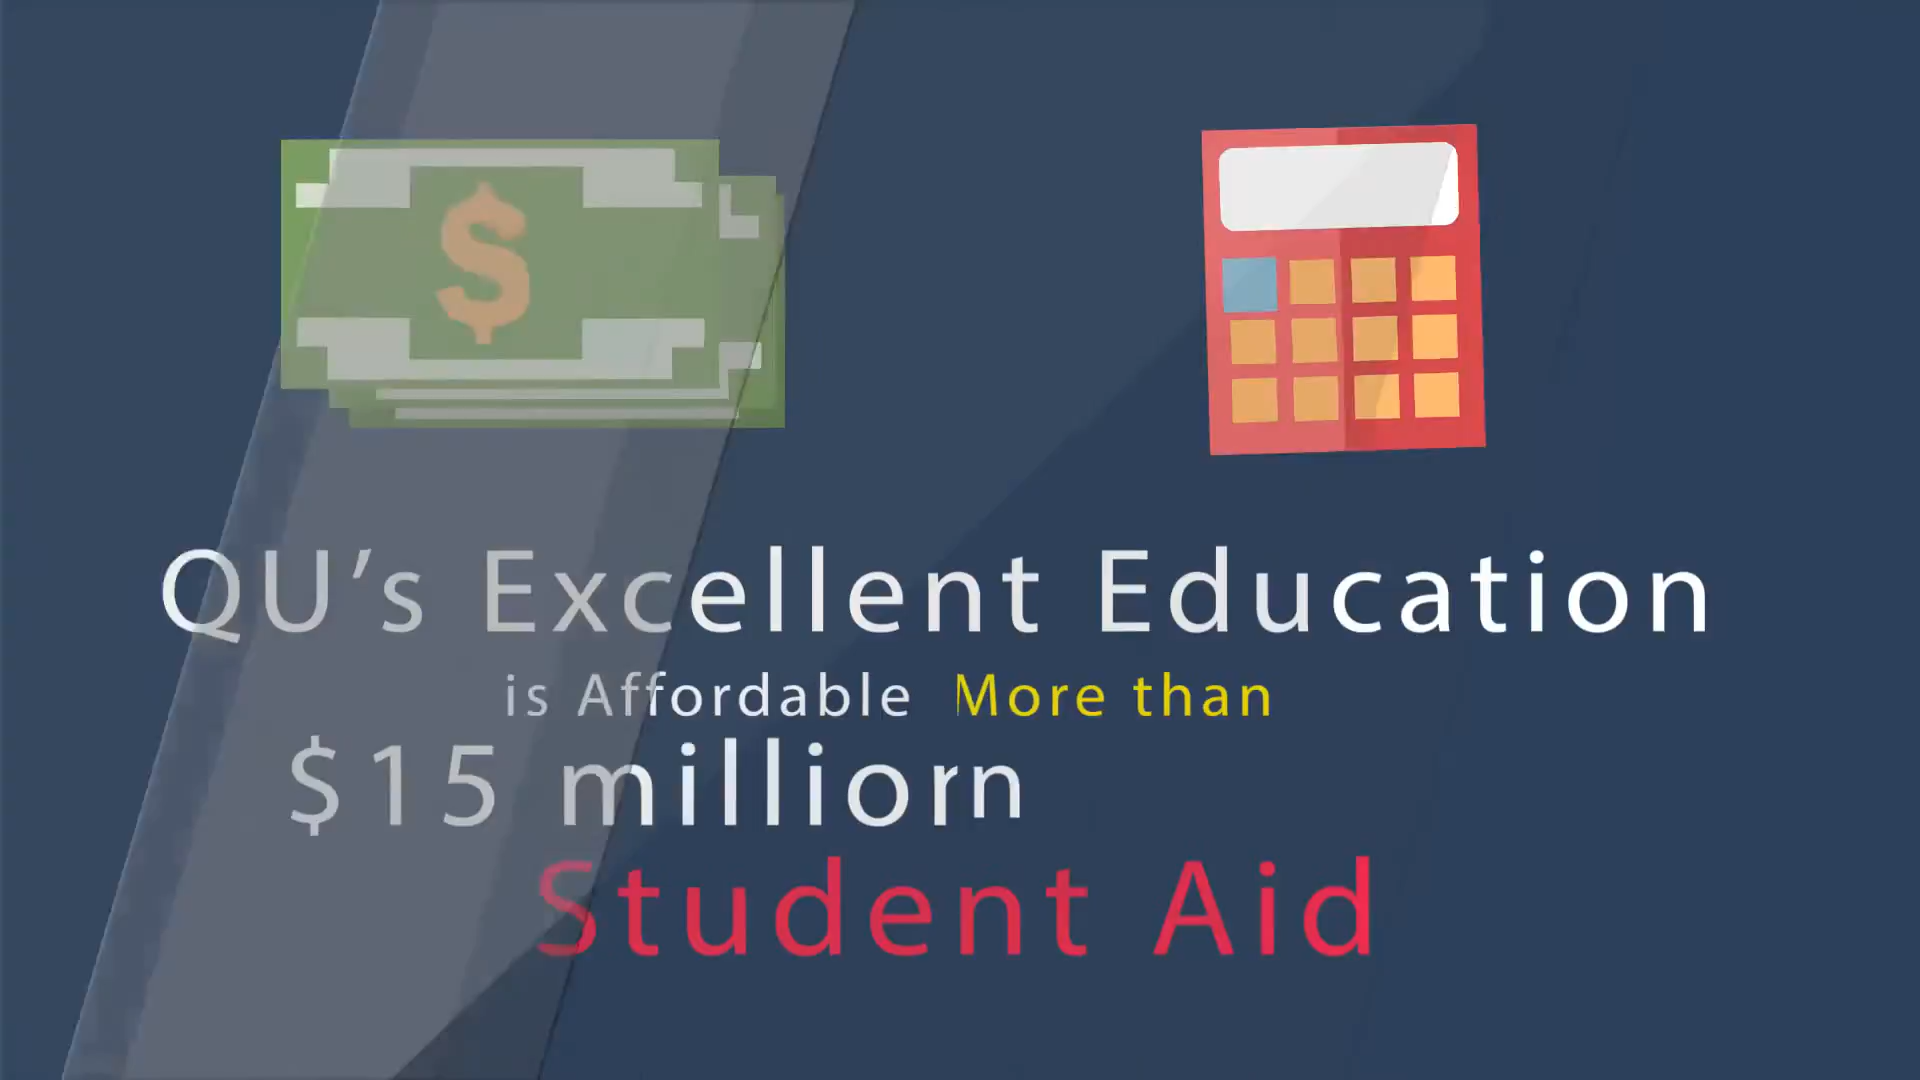 $
QU’s Excellent Education
is Affordable More than
$15 milliorn
Student Aid